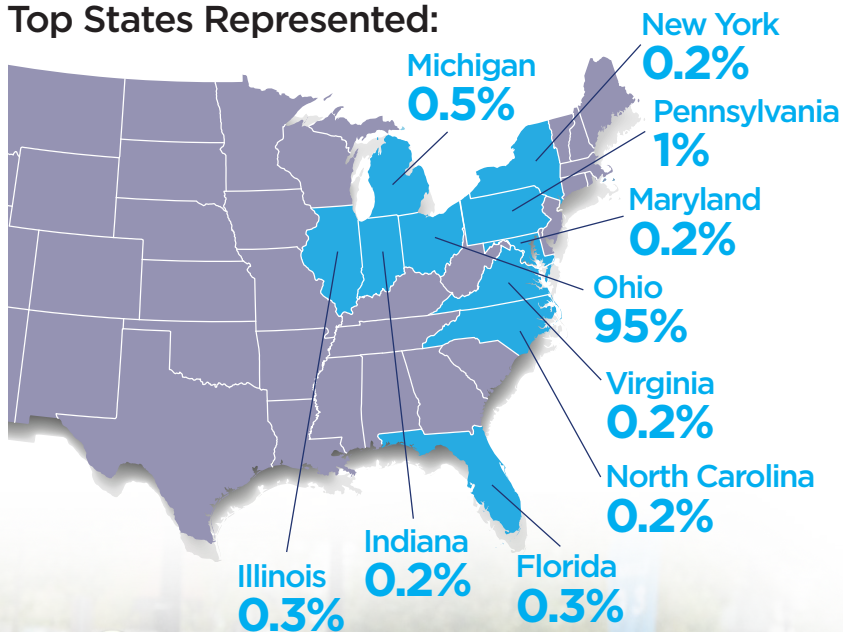 Top States Represented:
New York
0.2%
Michigan
0.5%
Pennsylvania
1%
Maryland
0.2%
Ohio
95%
Virginia
0.2%
North Carolina
0.2%
Florida
0.3%
Indiana
0.2%
Illinois
0.3%